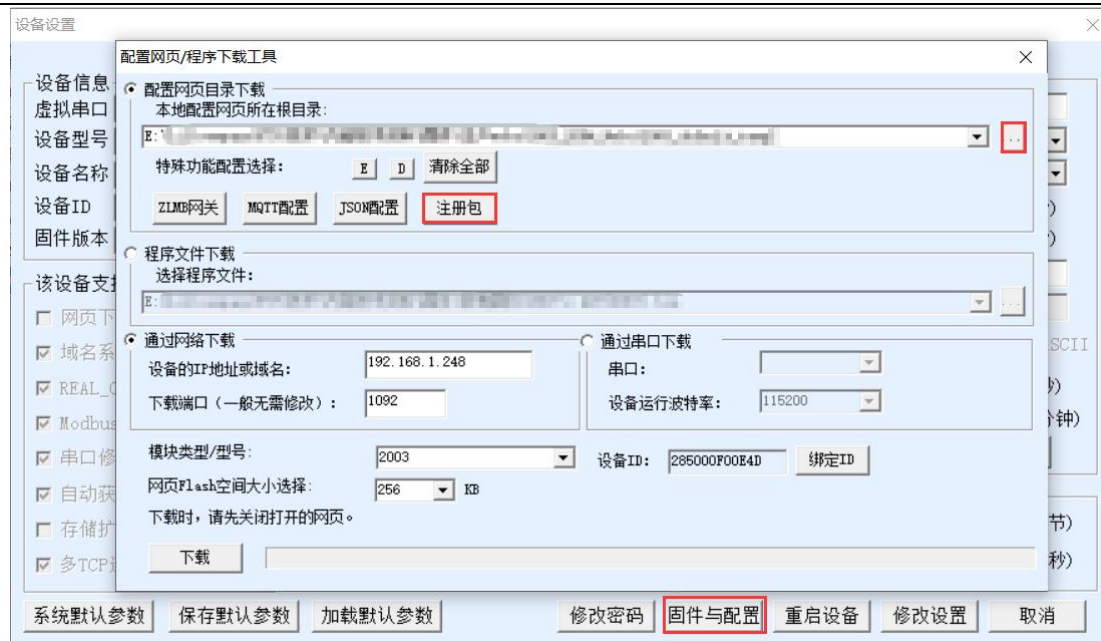 设备设置
配置网页/程序下载工具
设备信息
虚拟串口
设备型号
设备名称
设备ID
固件版本
配置网页目录下载
本地配置网页所在根目录:
E:
..
特殊功能配置选择: E D 清除全部
ZLMB网关 MQTT配置 JSON配置 注册包
程序文件下载
选择程序文件:
E:
...
该设备支
网页下
域名系
REAL_
Modbus
串口修
自动获
存储扩
多TCP
通过网络下载
设备的IP地址或域名: 192.168.1.248
下载端口（一般无需修改）: 1092
通过串口下载
串口:
设备运行波特率: 115200
SCII
秒)
分钟)
模块类型/型号: 2003
设备ID: 285000F00E4D 绑定ID
网页Flash空间大小选择: 256 KB
下载时，请先关闭打开的网页。
下载
节)
秒)
系统默认参数 保存默认参数 加载默认参数 修改密码 固件与配置 重启设备 修改设置 取消